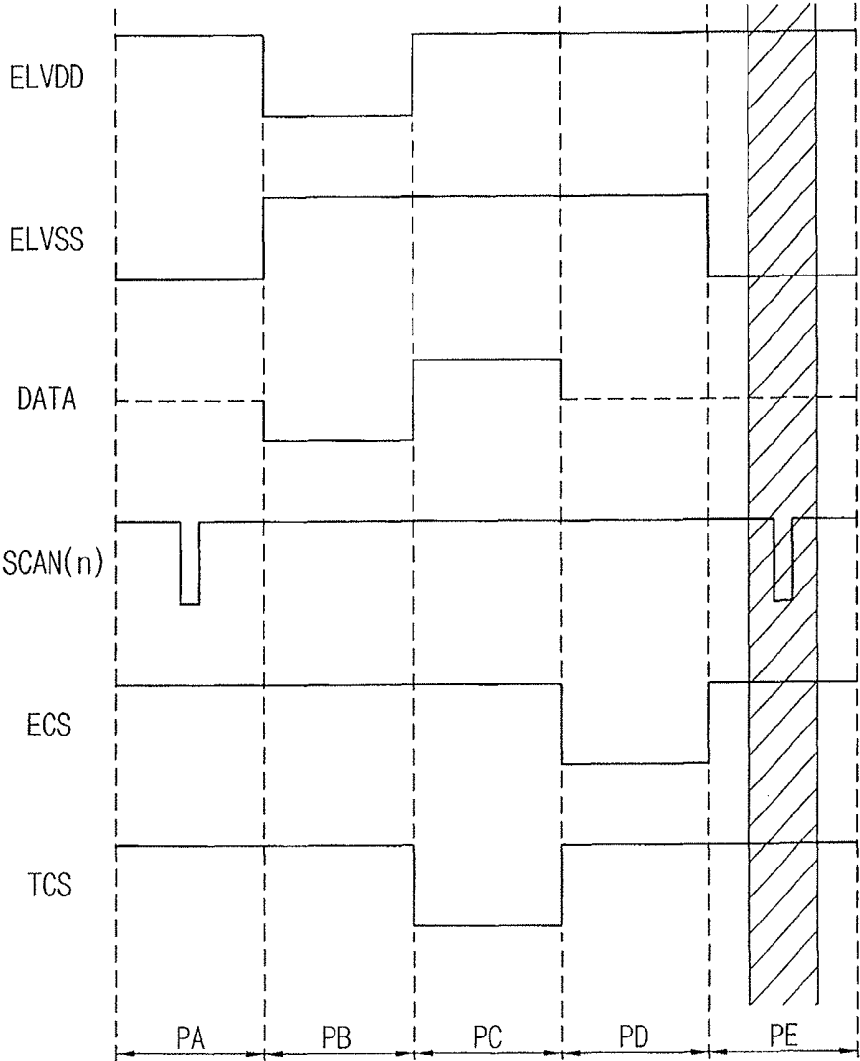 ELVDD
ELVSS
DATA
SCAN(n)
ECS
TCS
PA PB PC PD PE